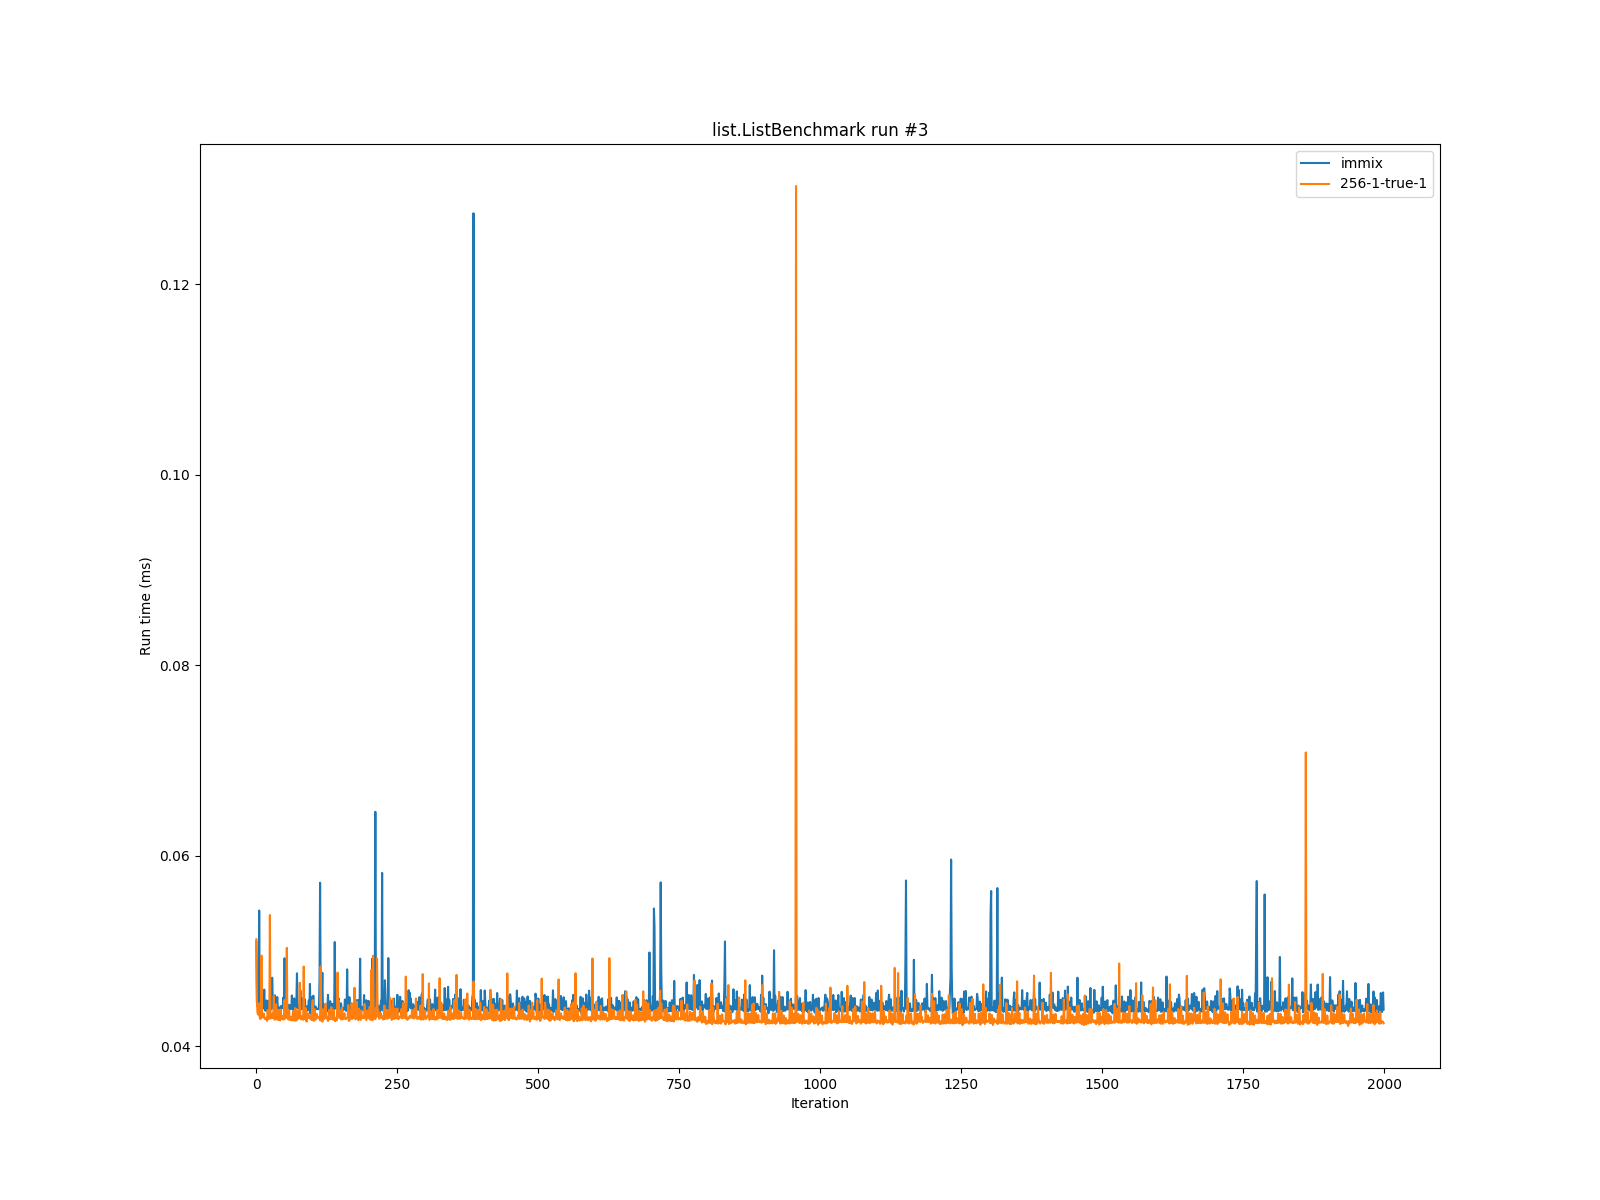 list.ListBenchmark run #3
immix
256-1-true-1
0.12
0.10
0.08
0.06
0.04
Run time (ms)
0 250 500 750 1000 1250 1500 1750 2000
Iteration